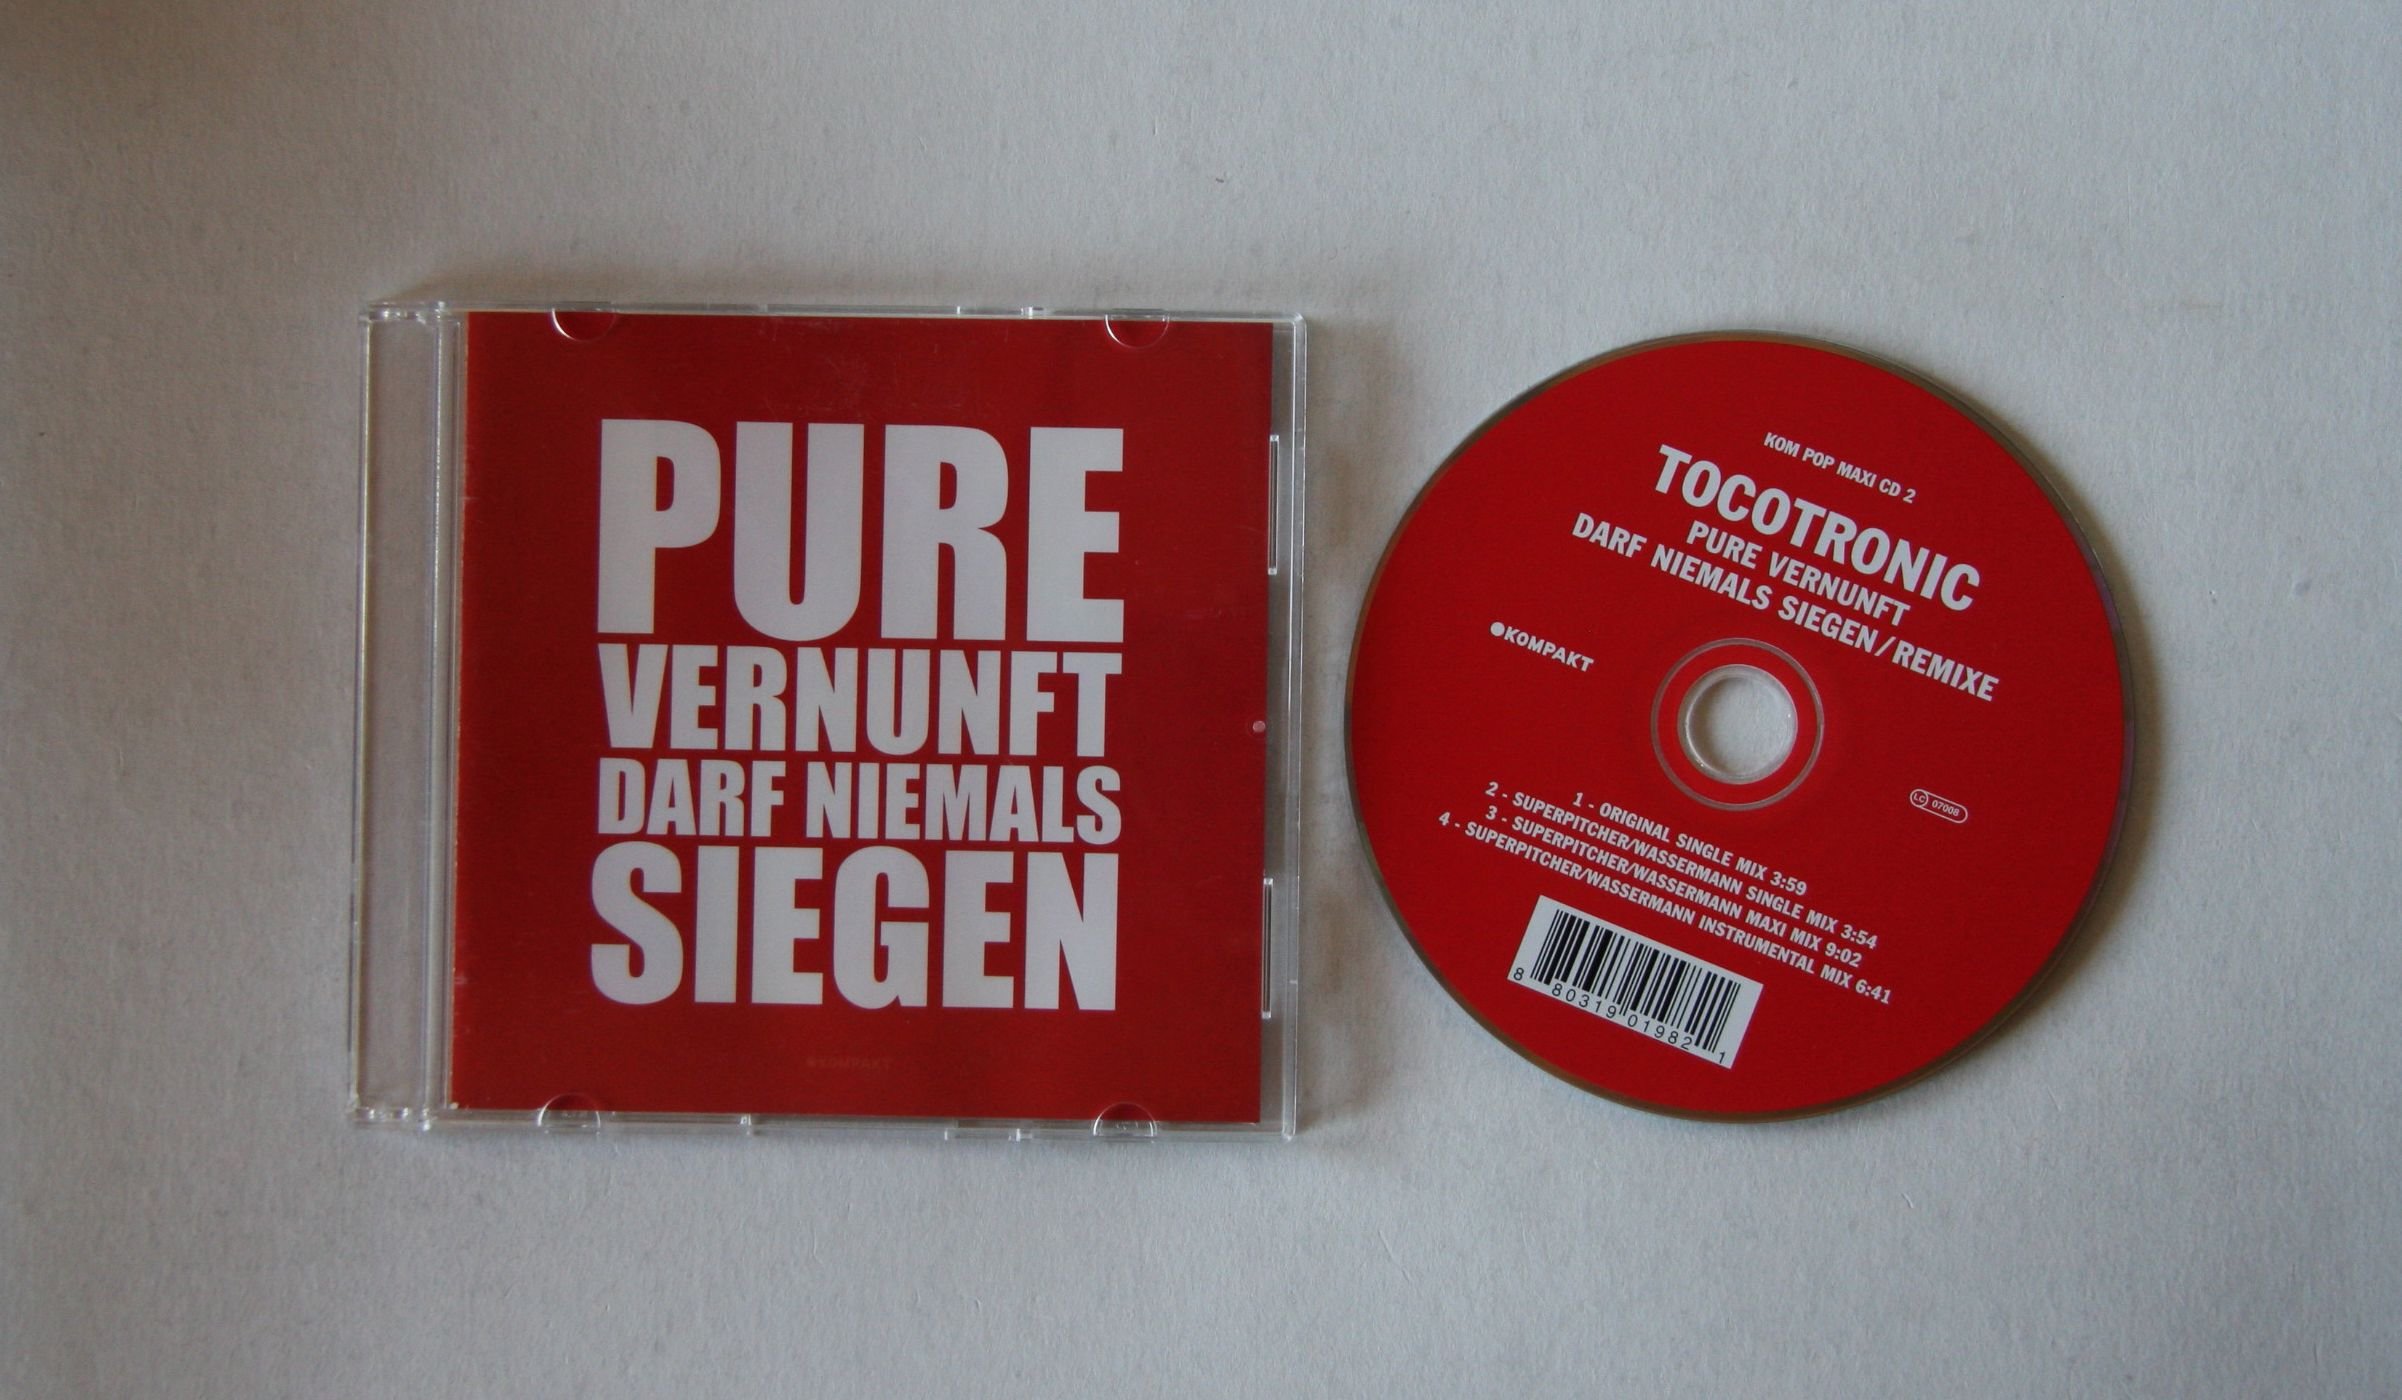 PURE
VERNUNFT
DARF NIEMALS
SIEGEN
KOMPAKT
KOM POP MAXI CD 2
TOCOTRONIC
PURE VERNUNFT
DARF NIEMALS SIEGEN/REMIXE
KOMPAKT
LC 07008
1 - ORIGINAL SINGLE MIX 3:59
2 - SUPERPITCHER/WASSERMANN SINGLE MIX 3:54
3 - SUPERPITCHER/WASSERMANN MAXI MIX 9:02
4 - SUPERPITCHER/WASSERMANN INSTRUMENTAL MIX 6:41
8 80319 01982 1